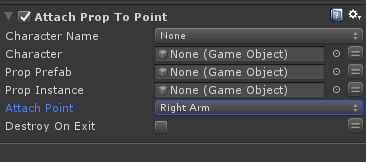 Attach Prop To Point
Character Name None
Character None (Game Object)
Prop Prefab None (Game Object)
Prop Instance None (Game Object)
Attach Point Right Arm
Destroy On Exit